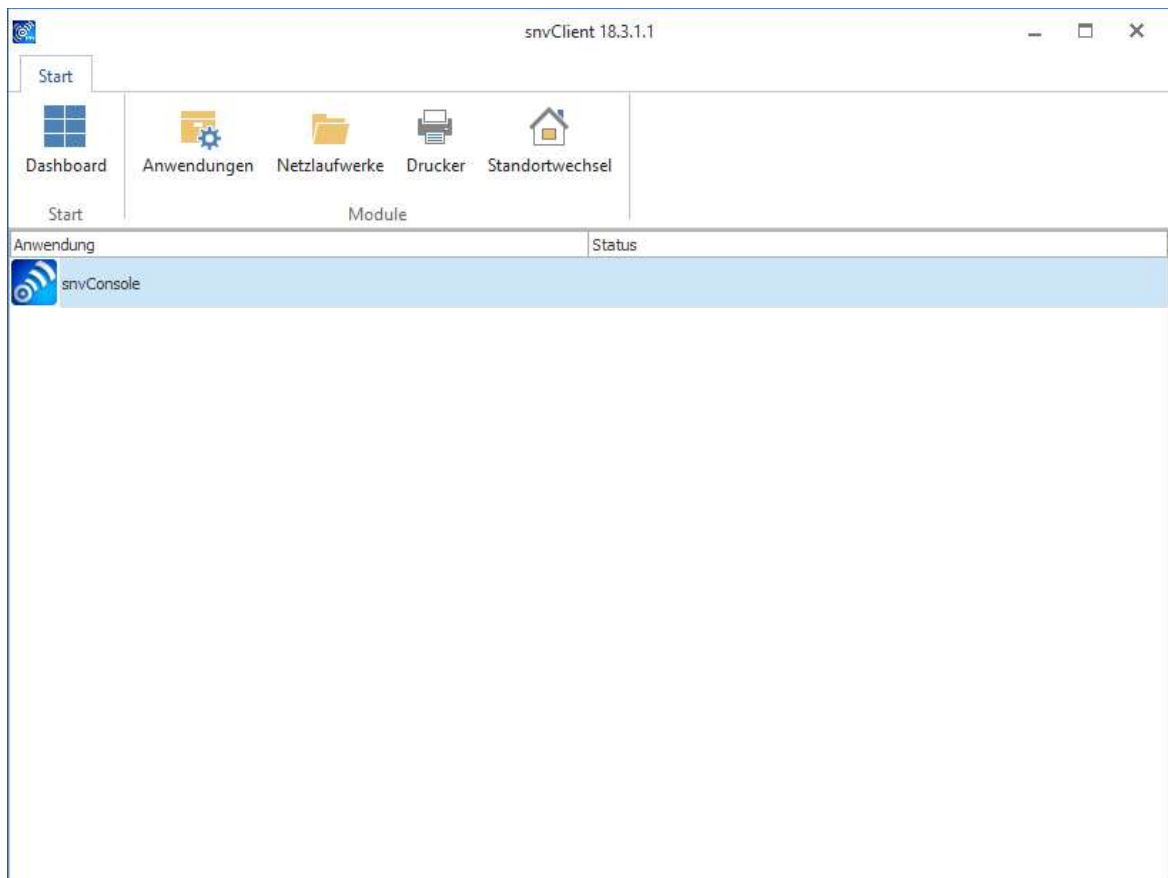 snvClient 18.3.1.1
Start
Dashboard Anwendungen Netzlaufwerke Drucker Standortwechsel
Start Module
Anwendung Status
snvConsole